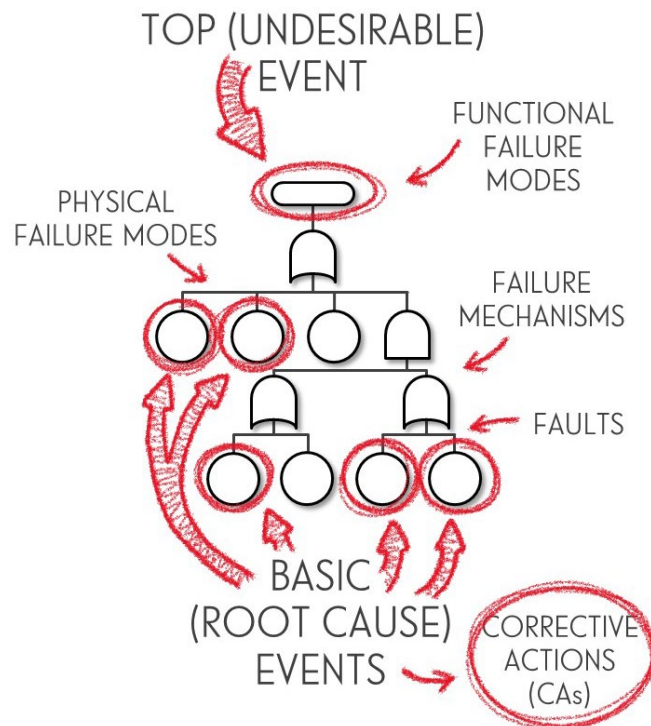 TOP (UNDESIRABLE)
EVENT
FUNCTIONAL
FAILURE
MODES
PHYSICAL
FAILURE MODES
FAILURE
MECHANISMS
FAULTS
BASIC
(ROOT CAUSE)
EVENTS
CORRECTIVE
ACTIONS
(CAs)